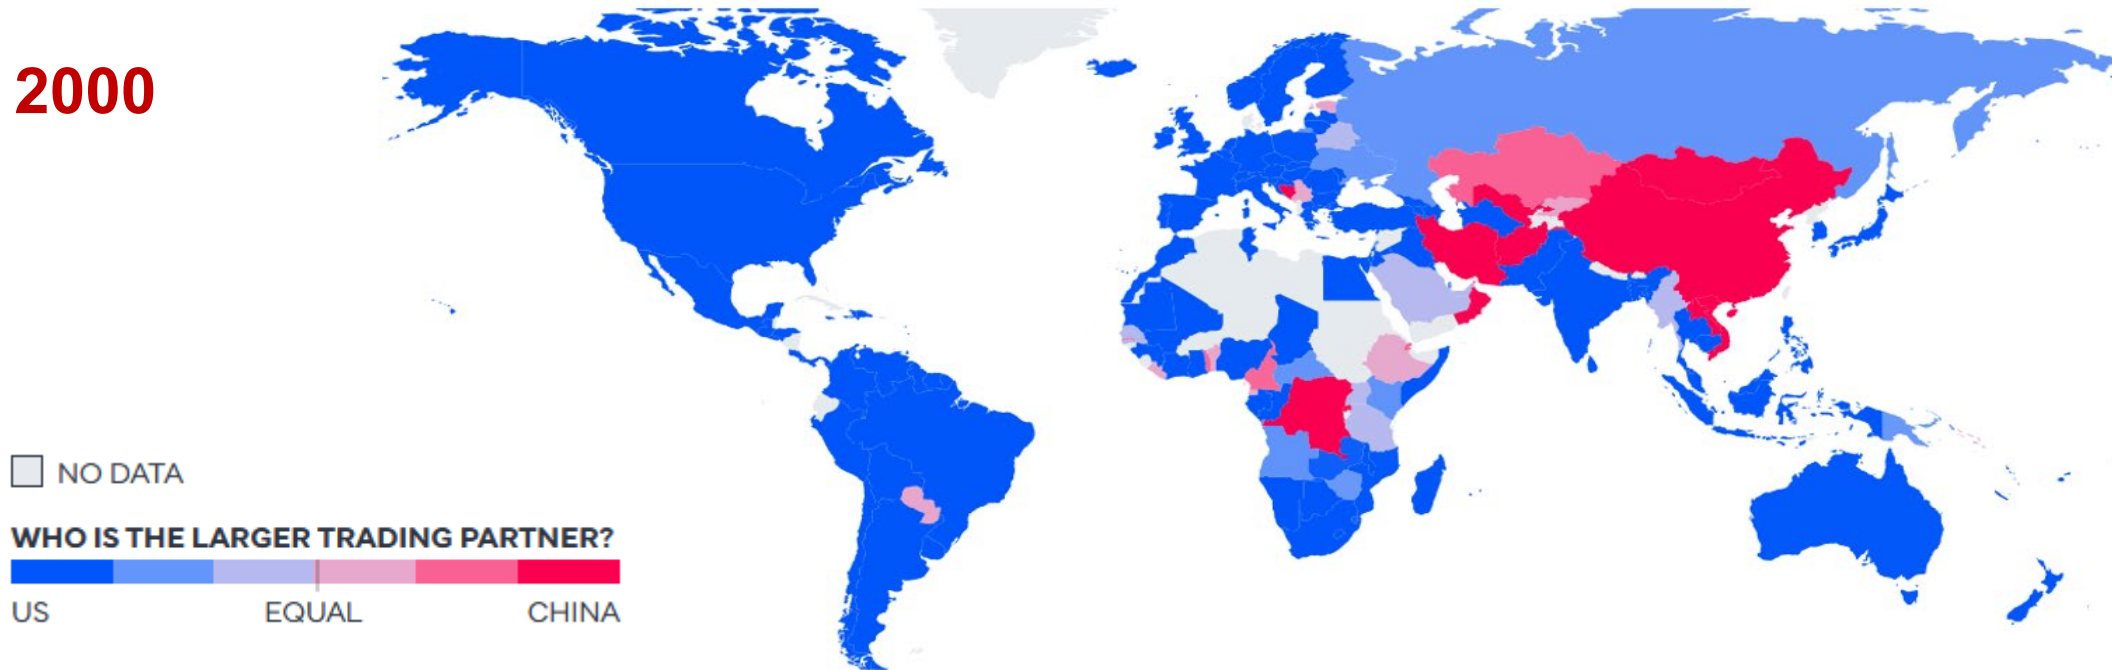 2000
NO DATA
WHO IS THE LARGER TRADING PARTNER?
US EQUAL CHINA